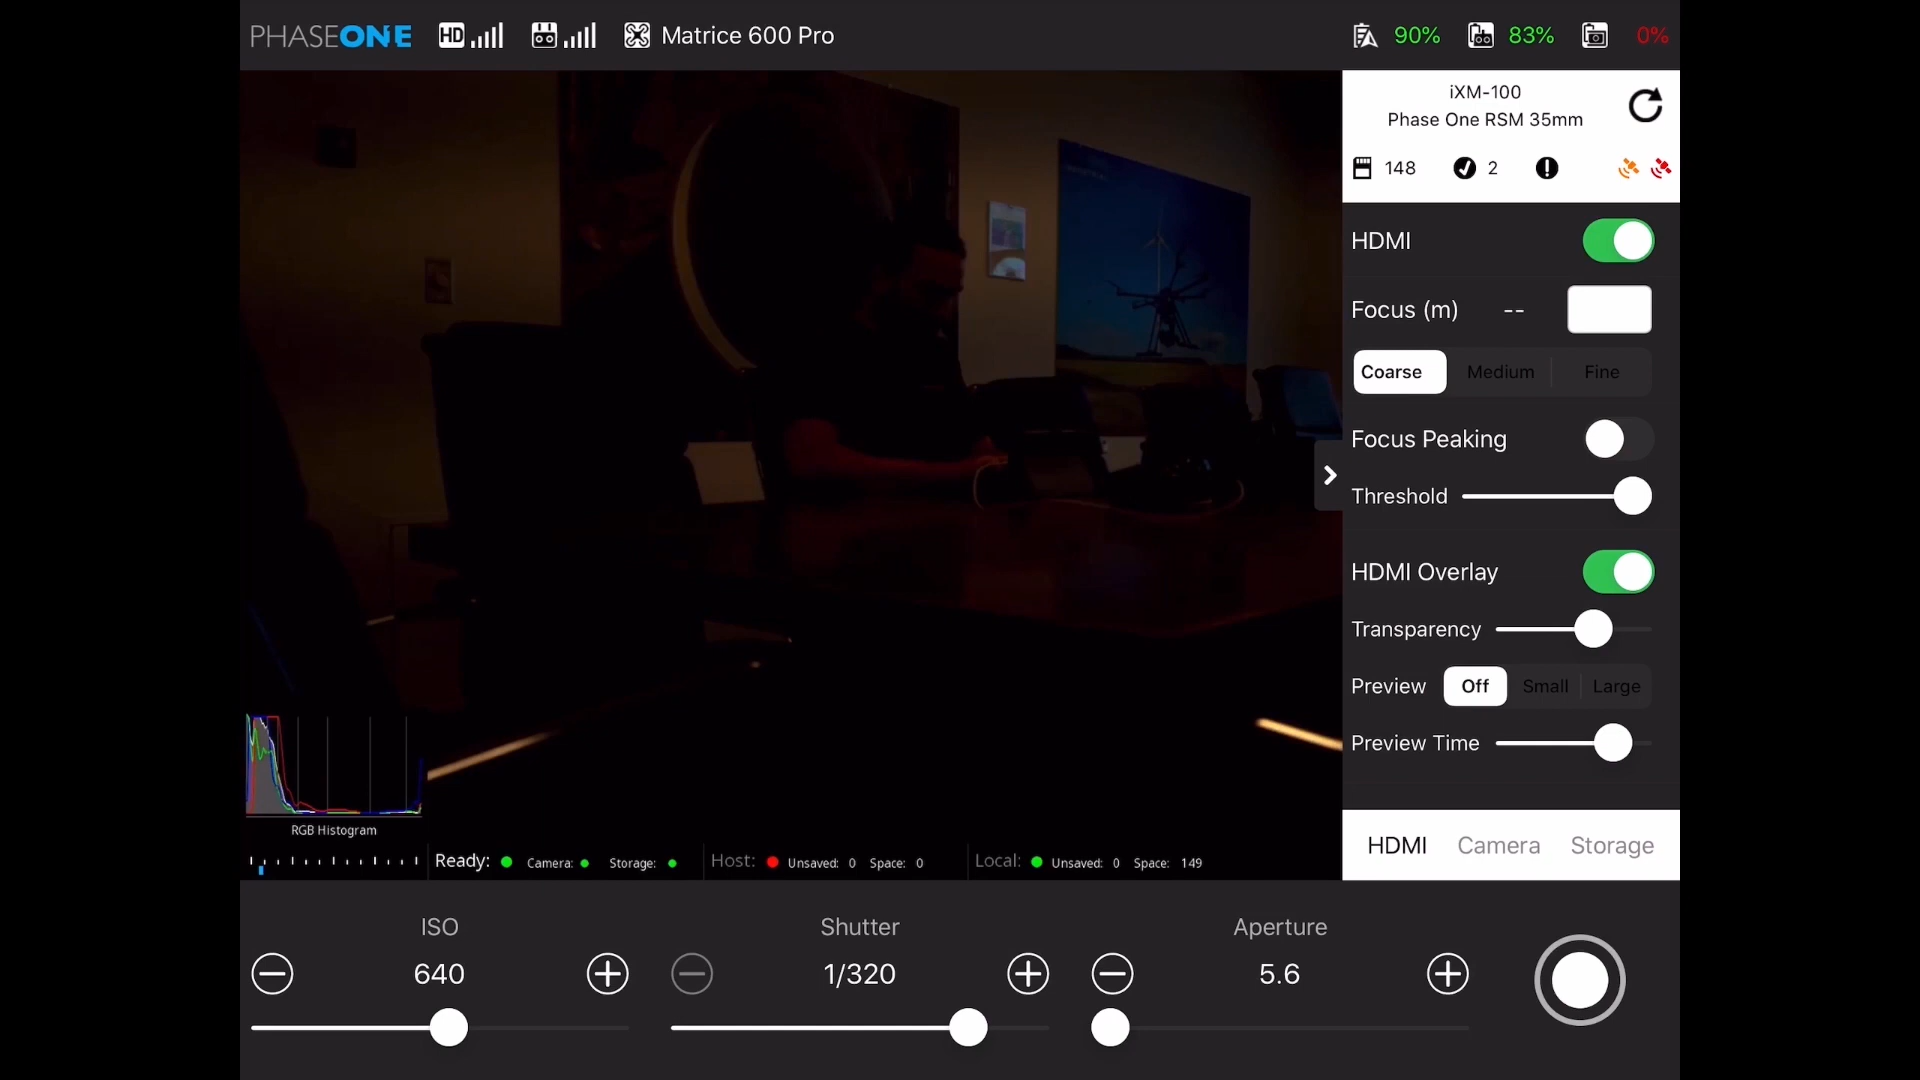 PHASEONE HD Matrice 600 Pro 90% 83% 0%
iXM-100
Phase One RSM 35mm
148 2
HDMI
Focus (m) --
Coarse Medium Fine
Focus Peaking
Threshold
HDMI Overlay
Transparency
Preview Off Small Large
Preview Time
HDMI Camera Storage
RGB Histogram
Ready: Camera: Storage: Host: Unsaved: 0 Space: 0 Local: Unsaved: 0 Space: 149
ISO Shutter Aperture
640 1/320 5.6